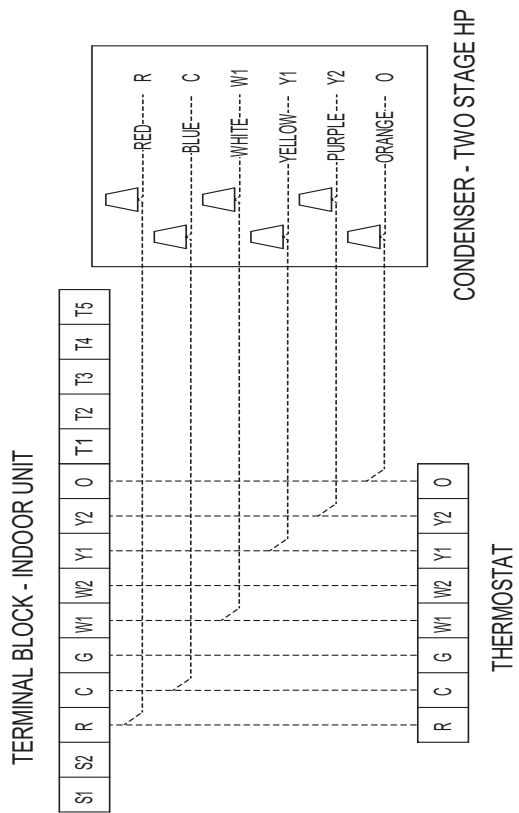 TERMINAL BLOCK - INDOOR UNIT
S1 S2 R C G W1 W2 Y1 Y2 O T1 T2 T3 T4 T5
R C G W1 W2 Y1 Y2 O
THERMOSTAT
RED R
BLUE C
WHITE W1
YELLOW Y1
PURPLE Y2
ORANGE O
CONDENSER - TWO STAGE HP